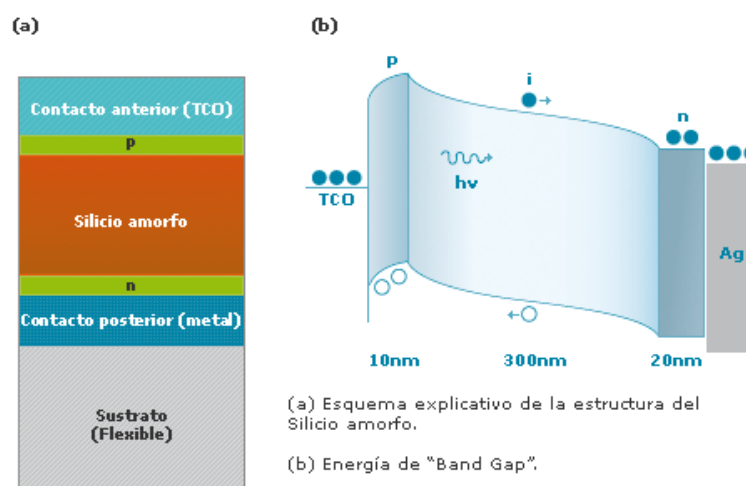 (a)
Contacto anterior (TCO)
p
Silicio amorfo
n
Contacto posterior (metal)
Sustrato
(Flexible)
(b)
p
i
n
TCO
hν
Ag
10nm
300nm
20nm
(a) Esquema explicativo de la estructura del
Silicio amorfo.
(b) Energía de “Band Gap”.